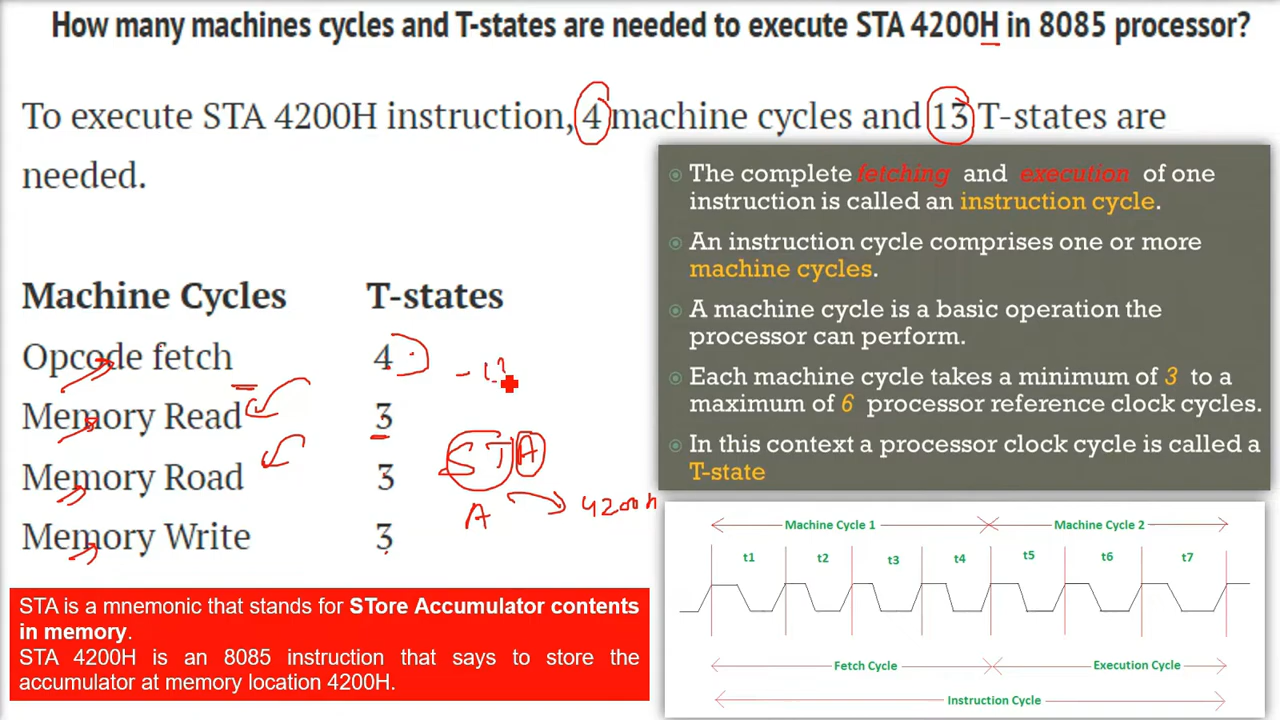 How many machines cycles and T-states are needed to execute STA 4200H in 8085 processor?
To execute STA 4200H instruction, 4 machine cycles and 13 T-states are
needed.
Machine Cycles T-states
Opcode fetch 4
Memory Read 3
Memory Road 3
Memory Write 3
STA
A
4200H
STA is a mnemonic that stands for STore Accumulator contents
in memory.
STA 4200H is an 8085 instruction that says to store the
accumulator at memory location 4200H.
The complete fetching and execution of one
instruction is called an instruction cycle.
An instruction cycle comprises one or more
machine cycles.
A machine cycle is a basic operation the
processor can perform.
Each machine cycle takes a minimum of 3 to a
maximum of 6 processor reference clock cycles.
In this context a processor clock cycle is called a
T-state
Machine Cycle 1 Machine Cycle 2
t1 t2 t3 t4 t5 t6 t7
Fetch Cycle Execution Cycle
Instruction Cycle